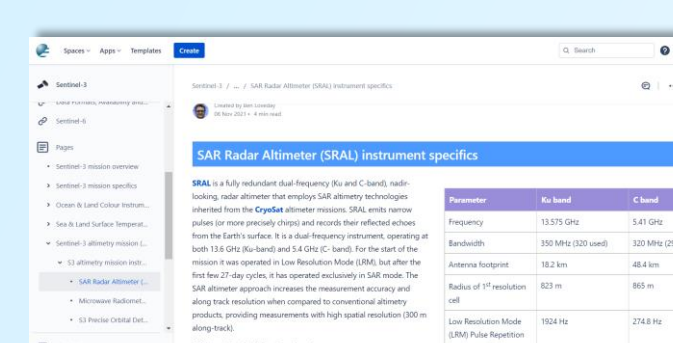 Spaces Apps Templates Create Search
Sentinel-3
Sentinel-3 / ... / SAR Radar Altimeter (SRAL) instrument specifics
Data Formats, Availability and...
Created by Ben Loveday
08 Nov 2021 • 4 min read
Sentinel-6
Pages
Sentinel-3 mission overview
Sentinel-3 mission specifics
Ocean & Land Colour Instrum...
Sea & Land Surface Temperat...
Sentinel-3 altimetry mission (...
S3 altimetry mission instr...
SAR Radar Altimeter (...
Microwave Radiomet...
S3 Precise Orbital Det...
SAR Radar Altimeter (SRAL) instrument specifics
SRAL is a fully redundant dual-frequency (Ku and C-band), nadir-
looking, radar altimeter that employs SAR altimetry technologies
inherited from the CryoSat altimeter missions. SRAL emits narrow
pulses (or more precisely chirps) and records their reflected echoes
from the Earth's surface. It is a dual-frequency instrument, operating at
both 13.6 GHz (Ku-band) and 5.4 GHz (C- band). For the start of the
mission it was operated in Low Resolution Mode (LRM), but after the
first few 27-day cycles, it has operated exclusively in SAR mode. The
SAR altimeter approach increases the measurement accuracy and
along track resolution when compared to conventional altimetry
products, providing measurements with high spatial resolution (300 m
along-track).
Parameter Ku band C band
Frequency 13.575 GHz 5.41 GHz
Bandwidth 350 MHz (320 used) 320 MHz (29
Antenna footprint 18.2 km 48.4 km
Radius of 1st resolution 823 m 865 m
cell
Low Resolution Mode 1924 Hz 274.8 Hz
(LRM) Pulse Repetition